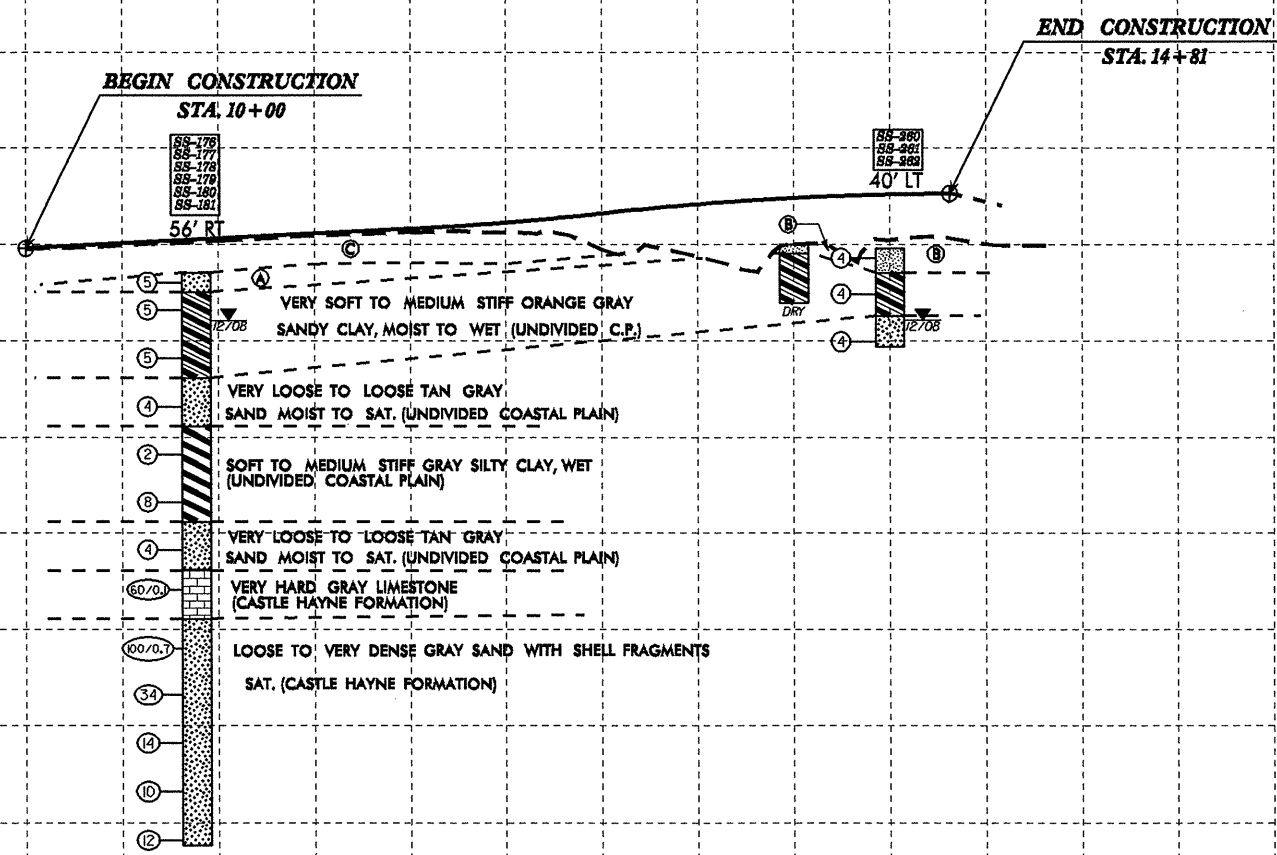 END CONSTRUCTION
STA. 14+81
BEGIN CONSTRUCTION
STA. 10+00
SS-176
SS-177
SS-178
SS-179
SS-180
SS-181
56' RT
SS-260
SS-261
SS-262
40' LT
B
C
B
4
5
A
5
VERY SOFT TO MEDIUM STIFF ORANGE GRAY
4
12/08
SANDY CLAY, MOIST TO WET (UNDIVIDED C.P.)
DRY
12/08
4
5
VERY LOOSE TO LOOSE TAN GRAY
4
SAND MOIST TO SAT. (UNDIVIDED COASTAL PLAIN)
2
SOFT TO MEDIUM STIFF GRAY SILTY CLAY, WET
(UNDIVIDED COASTAL PLAIN)
8
VERY LOOSE TO LOOSE TAN GRAY
4
SAND MOIST TO SAT. (UNDIVIDED COASTAL PLAIN)
60/0.1
VERY HARD GRAY LIMESTONE
(CASTLE HAYNE FORMATION)
100/0.7
LOOSE TO VERY DENSE GRAY SAND WITH SHELL FRAGMENTS
SAT. (CASTLE HAYNE FORMATION)
34
14
10
12